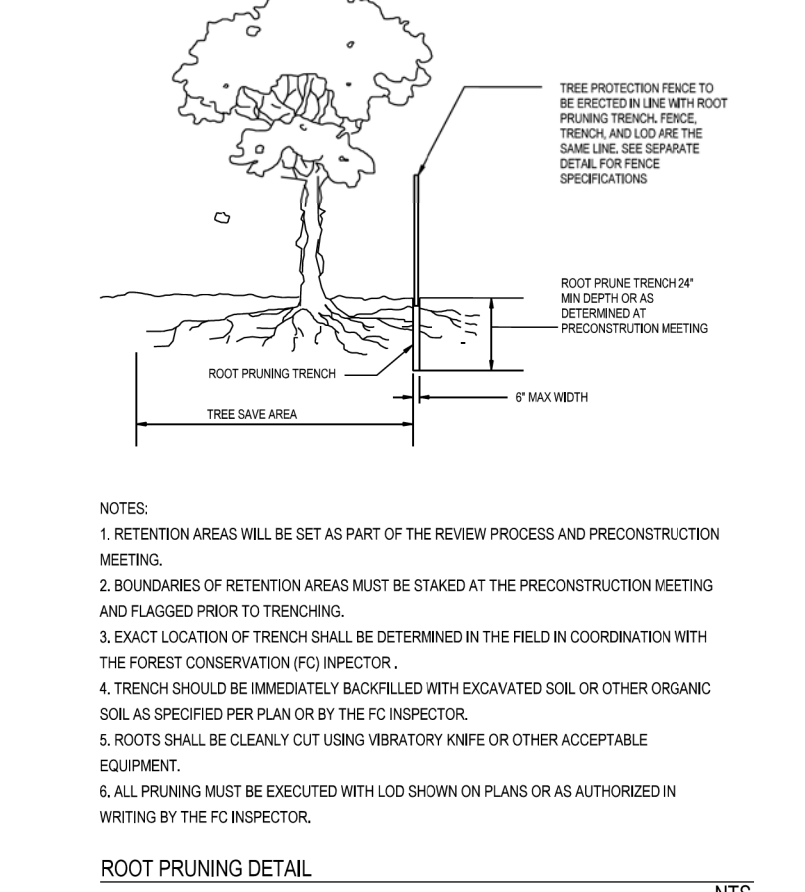 TREE PROTECTION FENCE TO
BE ERECTED IN LINE WITH ROOT
PRUNING TRENCH. FENCE,
TRENCH, AND LOD ARE THE
SAME LINE. SEE SEPARATE
DETAIL FOR FENCE
SPECIFICATIONS
ROOT PRUNE TRENCH 24"
MIN DEPTH OR AS
DETERMINED AT
PRECONSTRUTION MEETING
ROOT PRUNING TRENCH
6" MAX WIDTH
TREE SAVE AREA
NOTES:
1. RETENTION AREAS WILL BE SET AS PART OF THE REVIEW PROCESS AND PRECONSTRUCTION
MEETING.
2. BOUNDARIES OF RETENTION AREAS MUST BE STAKED AT THE PRECONSTRUCTION MEETING
AND FLAGGED PRIOR TO TRENCHING.
3. EXACT LOCATION OF TRENCH SHALL BE DETERMINED IN THE FIELD IN COORDINATION WITH
THE FOREST CONSERVATION (FC) INPECTOR .
4. TRENCH SHOULD BE IMMEDIATELY BACKFILLED WITH EXCAVATED SOIL OR OTHER ORGANIC
SOIL AS SPECIFIED PER PLAN OR BY THE FC INSPECTOR.
5. ROOTS SHALL BE CLEANLY CUT USING VIBRATORY KNIFE OR OTHER ACCEPTABLE
EQUIPMENT.
6. ALL PRUNING MUST BE EXECUTED WITH LOD SHOWN ON PLANS OR AS AUTHORIZED IN
WRITING BY THE FC INSPECTOR.
ROOT PRUNING DETAIL
NTS